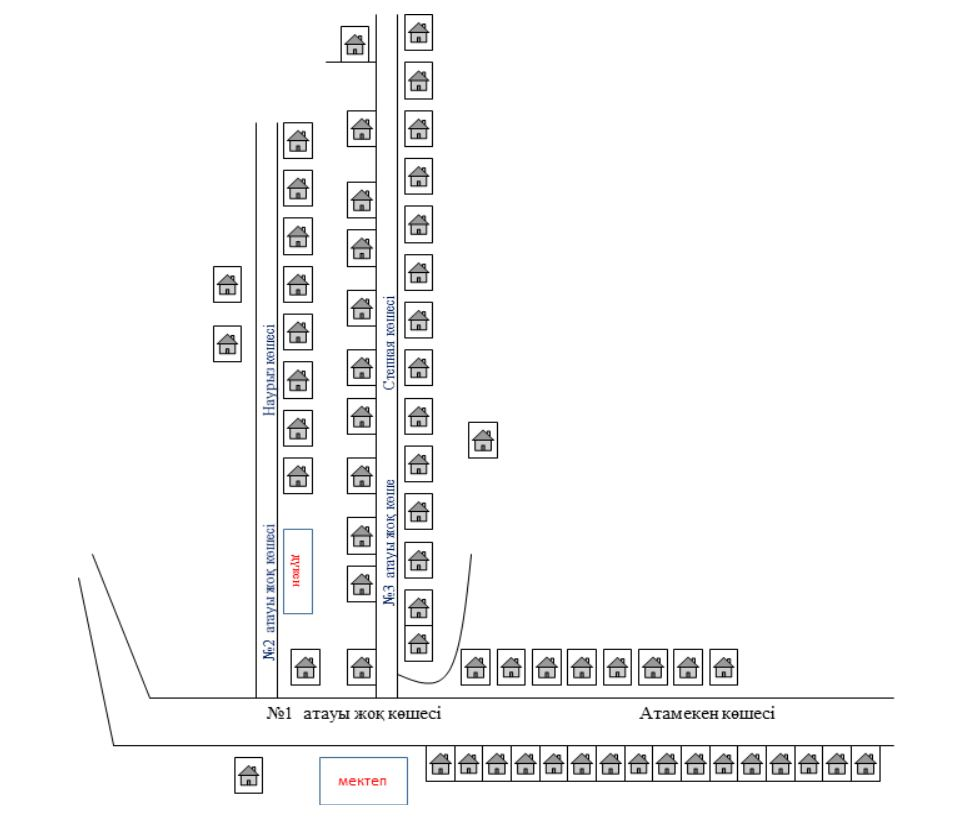 Наурыз көшесі
Степная көшесі
№2 атауы жоқ көшесі
дүкен
№3 атауы жоқ көше
№1 атауы жоқ көшесі
Атамекен көшесі
мектеп